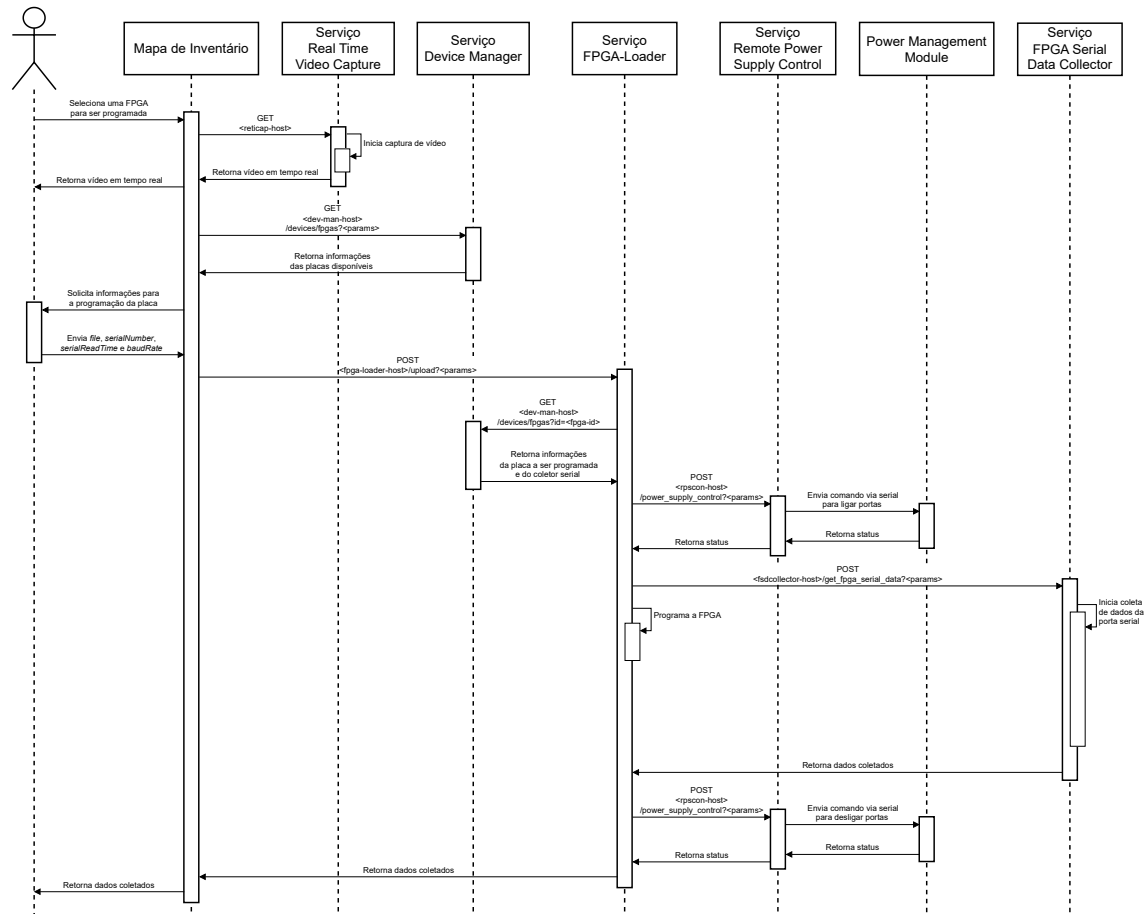 Mapa de Inventário
Serviço
Real Time
Video Capture
Serviço
Device Manager
Serviço
FPGA-Loader
Serviço
Remote Power
Supply Control
Power Management
Module
Serviço
FPGA Serial
Data Collector
Seleciona uma FPGA
para ser programada
GET
<reticap-host>
Inicia captura de vídeo
Retorna vídeo em tempo real
Retorna vídeo em tempo real
GET
<dev-man-host>
/devices/fpgas?<params>
Retorna informações
das placas disponíveis
Solicita informações para
a programação da placa
Envia file, serialNumber,
serialReadTime e baudRate
POST
<fpga-loader-host>/upload?<params>
GET
<dev-man-host>
/devices/fpgas?id=<fpga-id>
Retorna informações
da placa a ser programada
e do coletor serial
POST
<rpscon-host>
/power_supply_control?<params>
Envia comando via serial
para ligar portas
Retorna status
Retorna status
POST
<fsdcollector-host>/get_fpga_serial_data?<params>
Inicia coleta
de dados da
porta serial
Programa a FPGA
Retorna dados coletados
POST
<rpscon-host>
/power_supply_control?<params>
Envia comando via serial
para desligar portas
Retorna status
Retorna status
Retorna dados coletados
Retorna dados coletados